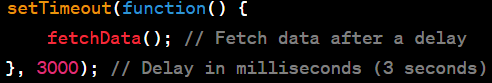 setTimeout(function() {
    fetchData(); // Fetch data after a delay
}, 3000); // Delay in milliseconds (3 seconds)